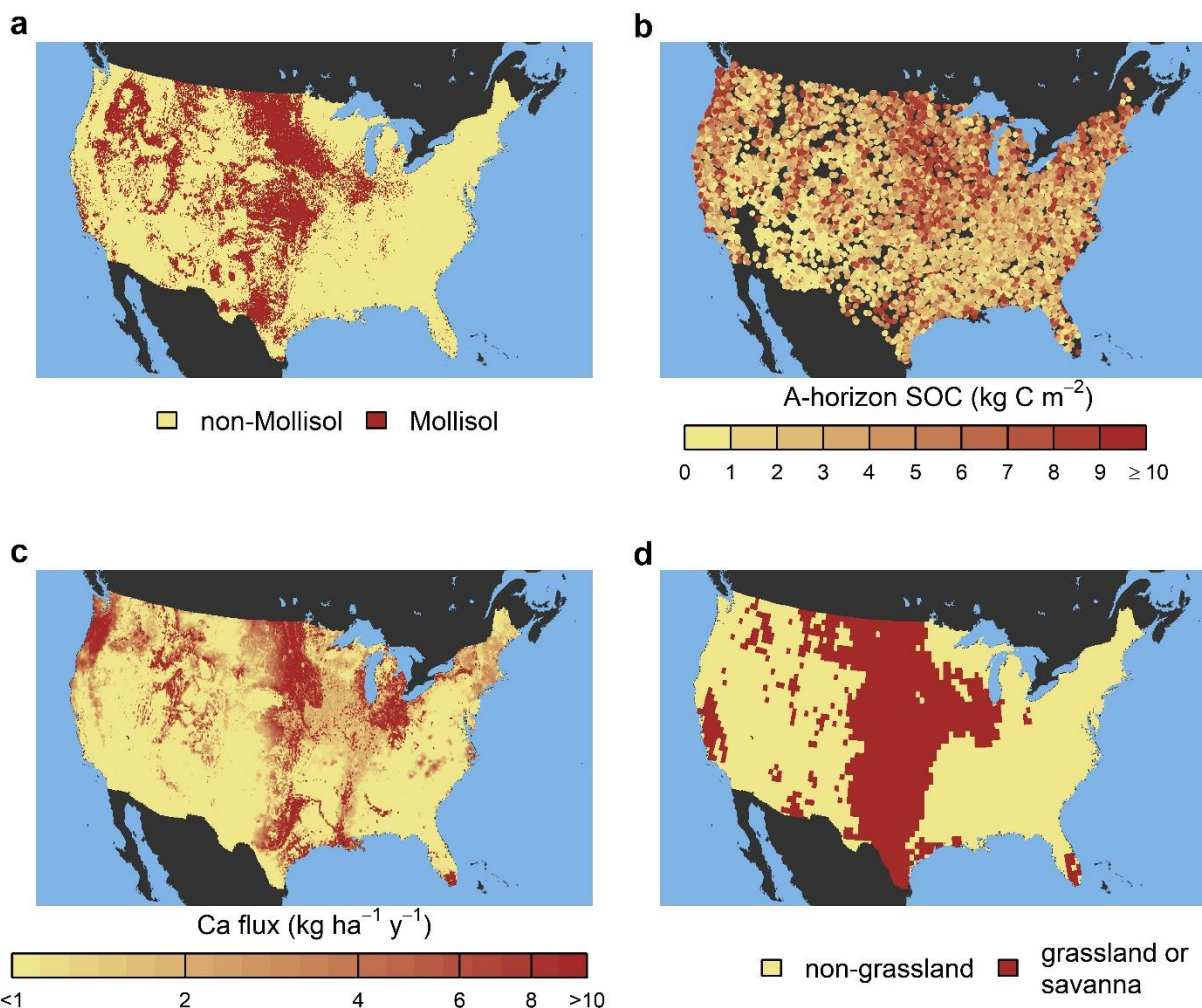 a
b
non-Mollisol Mollisol
A-horizon SOC (kg C m⁻²)
0 1 2 3 4 5 6 7 8 9 ≥ 10
c
d
Ca flux (kg ha⁻¹ y⁻¹)
<1 2 4 6 8 >10
non-grassland grassland or
savanna